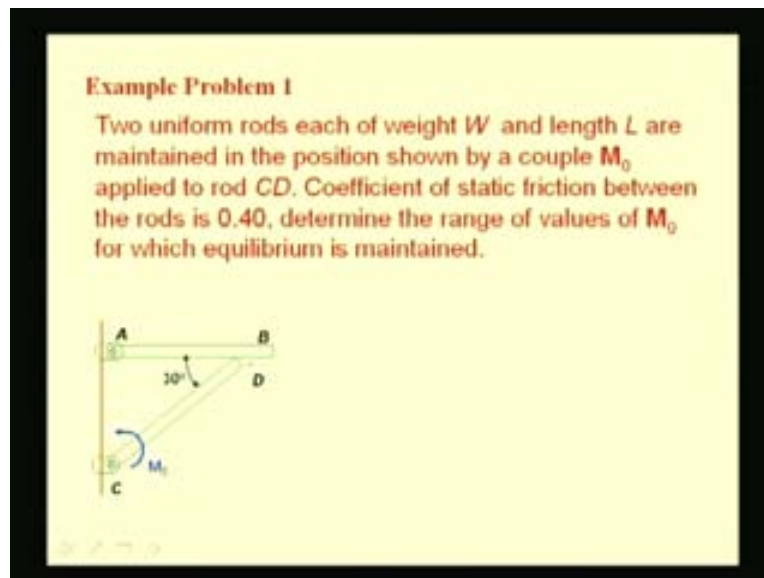 Example Problem 1
Two uniform rods each of weight W and length L are
maintained in the position shown by a couple M₀
applied to rod CD. Coefficient of static friction between
the rods is 0.40, determine the range of values of M₀
for which equilibrium is maintained.
A
B
30°
D
M₀
C